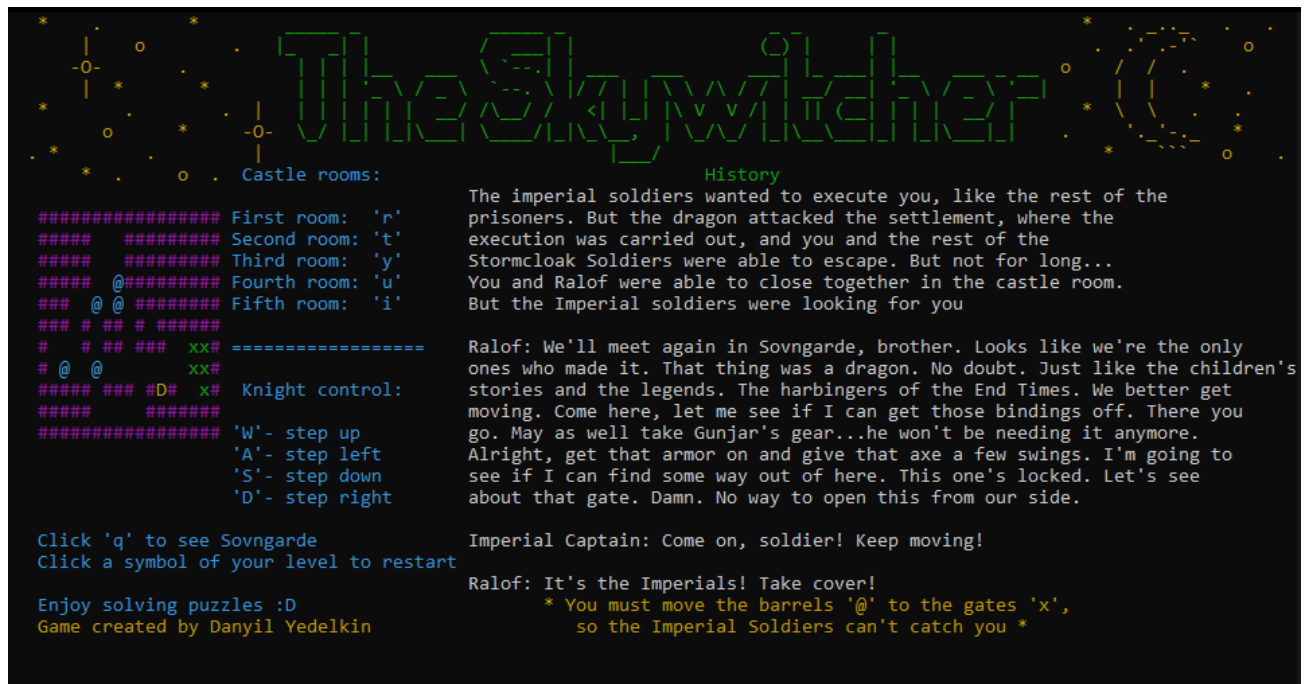 The Skywitcher
Castle rooms:
First room:  'r'
Second room: 't'
Third room:  'y'
Fourth room: 'u'
Fifth room:  'i'
#################
#####   #########
#####   #########
#####  @#########
###  @ @ ########
### # ## # ######
#   # ## ###  xx#
# @  @        xx#
##### ### #D#  x#
#####     #######
#################
==================
Knight control:
'W'- step up
'A'- step left
'S'- step down
'D'- step right
Click 'q' to see Sovngarde
Click a symbol of your level to restart
Enjoy solving puzzles :D
Game created by Danyil Yedelkin
History
The imperial soldiers wanted to execute you, like the rest of the
prisoners. But the dragon attacked the settlement, where the
execution was carried out, and you and the rest of the
Stormcloak Soldiers were able to escape. But not for long...
You and Ralof were able to close together in the castle room.
But the Imperial soldiers were looking for you
Ralof: We'll meet again in Sovngarde, brother. Looks like we're the only
ones who made it. That thing was a dragon. No doubt. Just like the children's
stories and the legends. The harbingers of the End Times. We better get
moving. Come here, let me see if I can get those bindings off. There you
go. May as well take Gunjar's gear...he won't be needing it anymore.
Alright, get that armor on and give that axe a few swings. I'm going to
see if I can find some way out of here. This one's locked. Let's see
about that gate. Damn. No way to open this from our side.
Imperial Captain: Come on, soldier! Keep moving!
Ralof: It's the Imperials! Take cover!
* You must move the barrels '@' to the gates 'x',
so the Imperial Soldiers can't catch you *